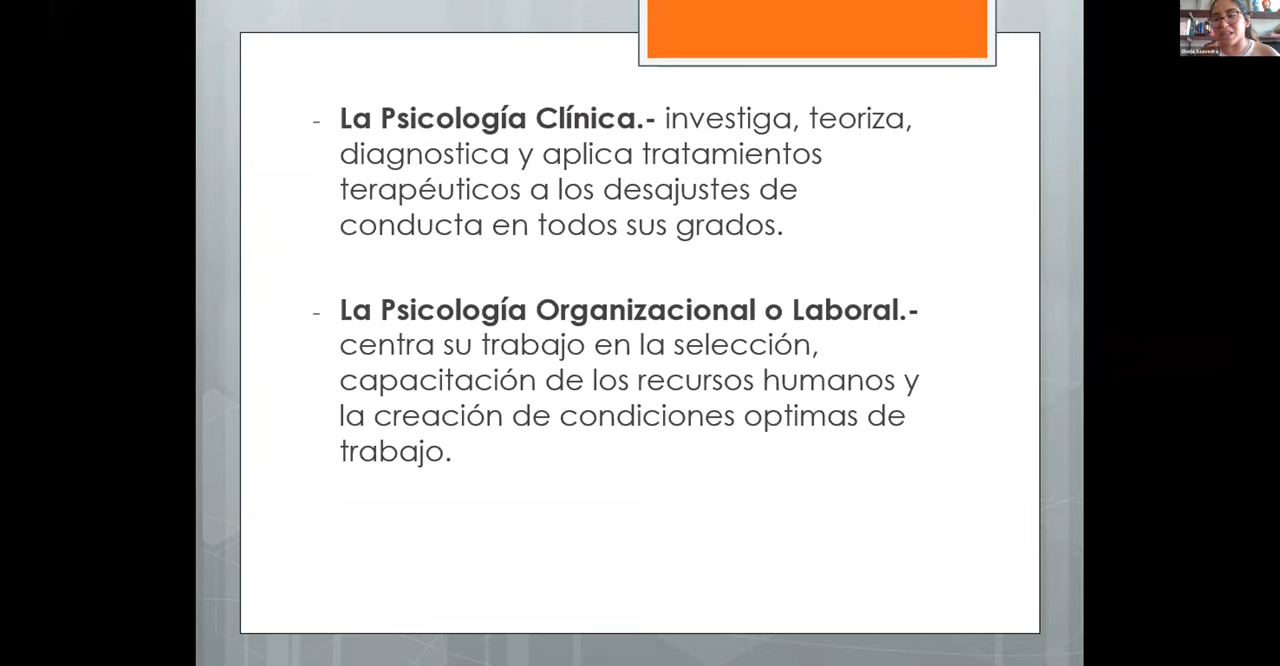 - La Psicología Clínica.- investiga, teoriza,
diagnostica y aplica tratamientos
terapéuticos a los desajustes de
conducta en todos sus grados.
- La Psicología Organizacional o Laboral.-
centra su trabajo en la selección,
capacitación de los recursos humanos y
la creación de condiciones optimas de
trabajo.
Gloria Saavedra